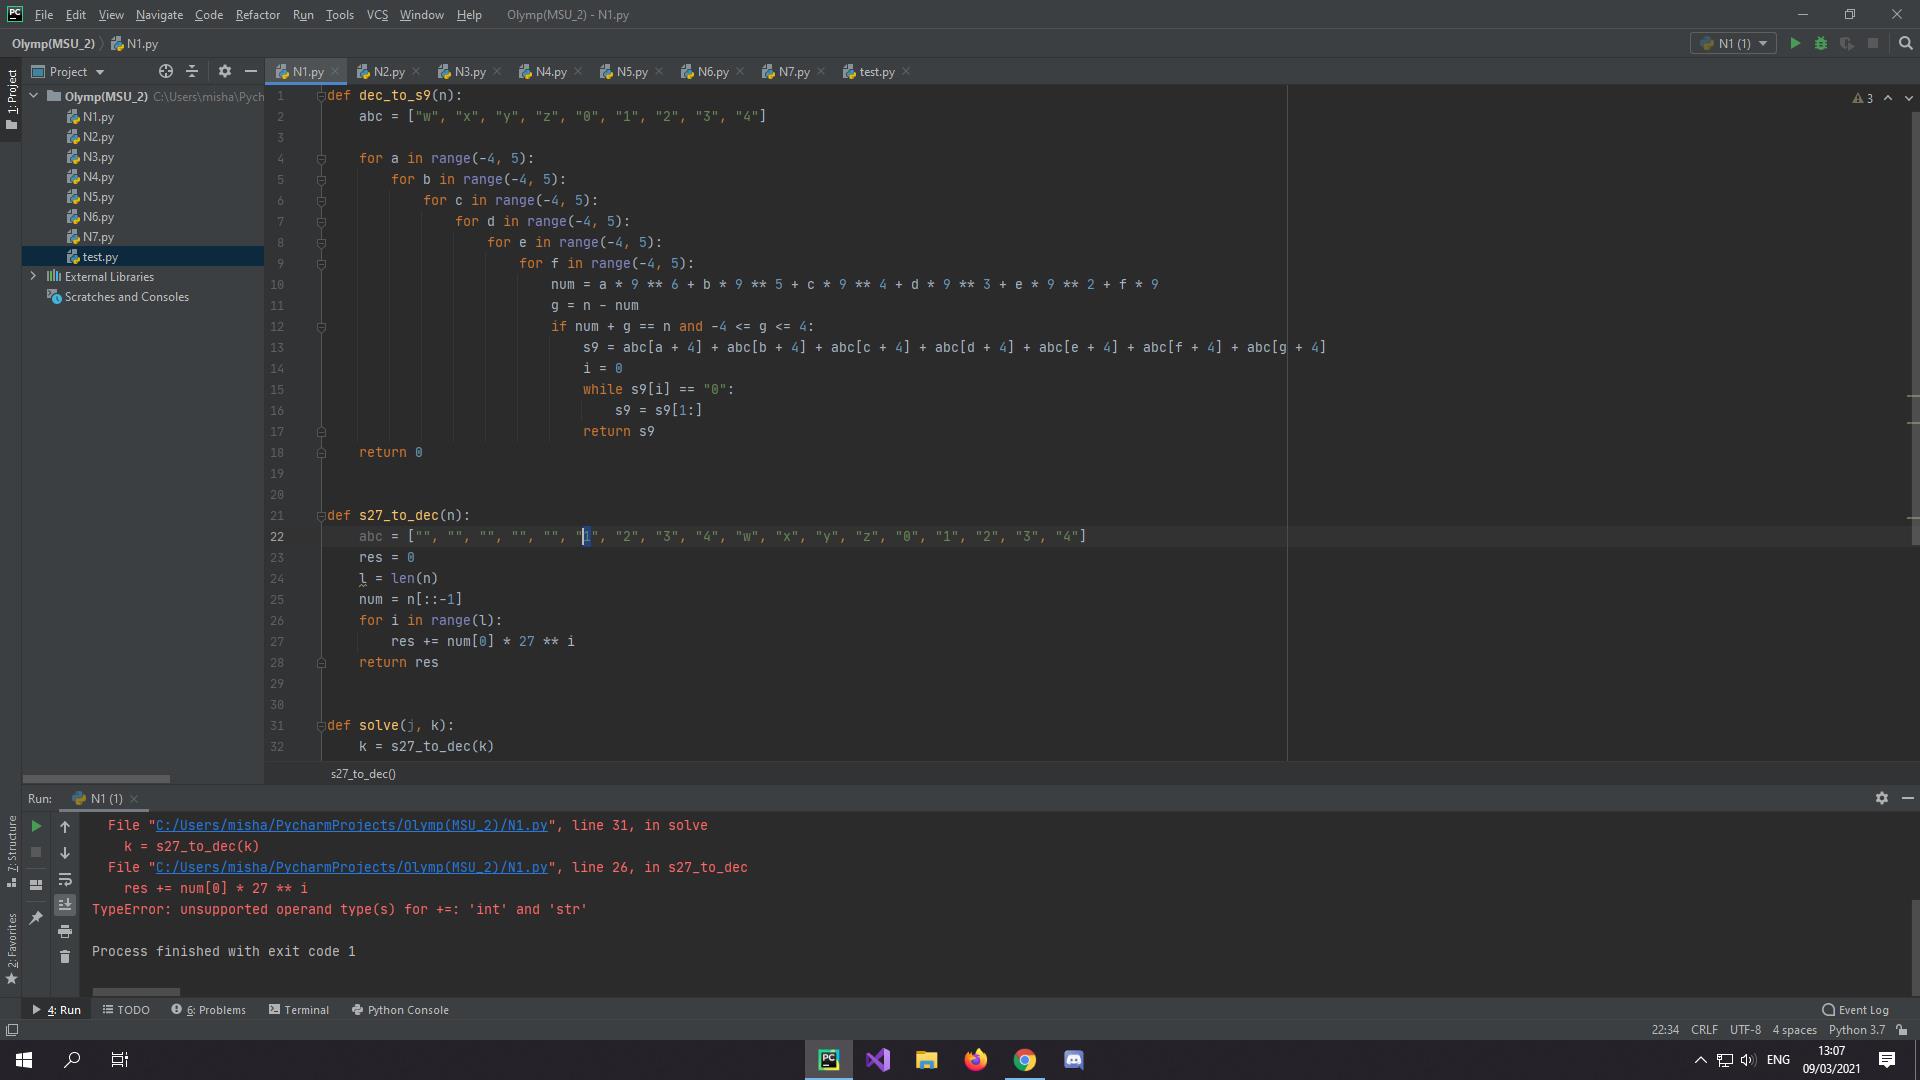 PC File Edit View Navigate Code Refactor Run Tools VCS Window Help Olymp(MSU_2) - N1.py
Olymp(MSU_2) N1.py N1 (1)
1: Project
Project
N1.py N2.py N3.py N4.py N5.py N6.py N7.py test.py
Olymp(MSU_2) C:\Users\misha\Pych
N1.py
N2.py
N3.py
N4.py
N5.py
N6.py
N7.py
test.py
External Libraries
Scratches and Consoles
3
1 def dec_to_s9(n):
2 abc = ["w", "x", "y", "z", "0", "1", "2", "3", "4"]
3
4 for a in range(-4, 5):
5 for b in range(-4, 5):
6 for c in range(-4, 5):
7 for d in range(-4, 5):
8 for e in range(-4, 5):
9 for f in range(-4, 5):
10 num = a * 9 ** 6 + b * 9 ** 5 + c * 9 ** 4 + d * 9 ** 3 + e * 9 ** 2 + f * 9
11 g = n - num
12 if num + g == n and -4 <= g <= 4:
13 s9 = abc[a + 4] + abc[b + 4] + abc[c + 4] + abc[d + 4] + abc[e + 4] + abc[f + 4] + abc[g + 4]
14 i = 0
15 while s9[i] == "0":
16 s9 = s9[1:]
17 return s9
18 return 0
19
20
21 def s27_to_dec(n):
22 abc = ["", "", "", "", "", "1", "2", "3", "4", "w", "x", "y", "z", "0", "1", "2", "3", "4"]
23 res = 0
24 l = len(n)
25 num = n[::-1]
26 for i in range(l):
27 res += num[0] * 27 ** i
28 return res
29
30
31 def solve(j, k):
32 k = s27_to_dec(k)
s27_to_dec()
Run: N1 (1)
7: Structure
2: Favorites
File "C:/Users/misha/PycharmProjects/Olymp(MSU_2)/N1.py", line 31, in solve
k = s27_to_dec(k)
File "C:/Users/misha/PycharmProjects/Olymp(MSU_2)/N1.py", line 26, in s27_to_dec
res += num[0] * 27 ** i
TypeError: unsupported operand type(s) for +=: 'int' and 'str'
Process finished with exit code 1
4: Run TODO 6: Problems Terminal Python Console Event Log
22:34 CRLF UTF-8 4 spaces Python 3.7
PC ENG 13:07
09/03/2021